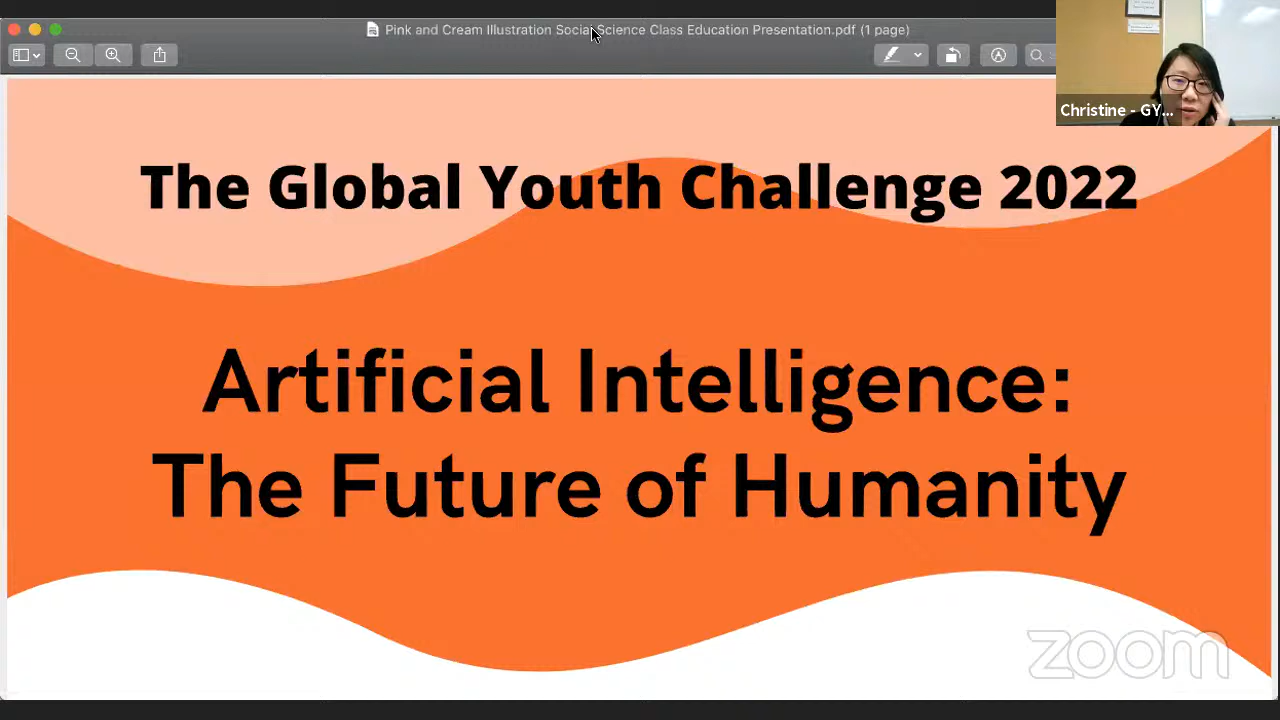 Pink and Cream Illustration Social Science Class Education Presentation.pdf (1 page)
Christine - GY...
The Global Youth Challenge 2022
Artificial Intelligence:
The Future of Humanity
zoom